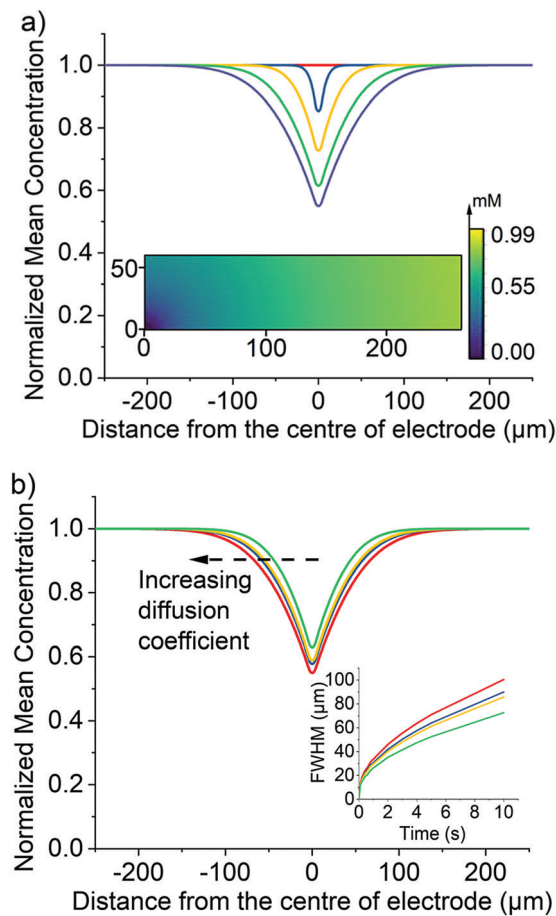 a)
Normalized Mean Concentration
1.0
0.8
0.6
0.4
0.2
0.0
mM
0.99
0.55
0.00
50
0
0 100 200
-200 -100 0 100 200
Distance from the centre of electrode (µm)
b)
Normalized Mean Concentration
1.0
0.8
0.6
0.4
0.2
0.0
Increasing
diffusion
coefficient
FWHM (µm)
100
80
60
40
20
0
0 2 4 6 8 10
Time (s)
-200 -100 0 100 200
Distance from the centre of electrode (µm)